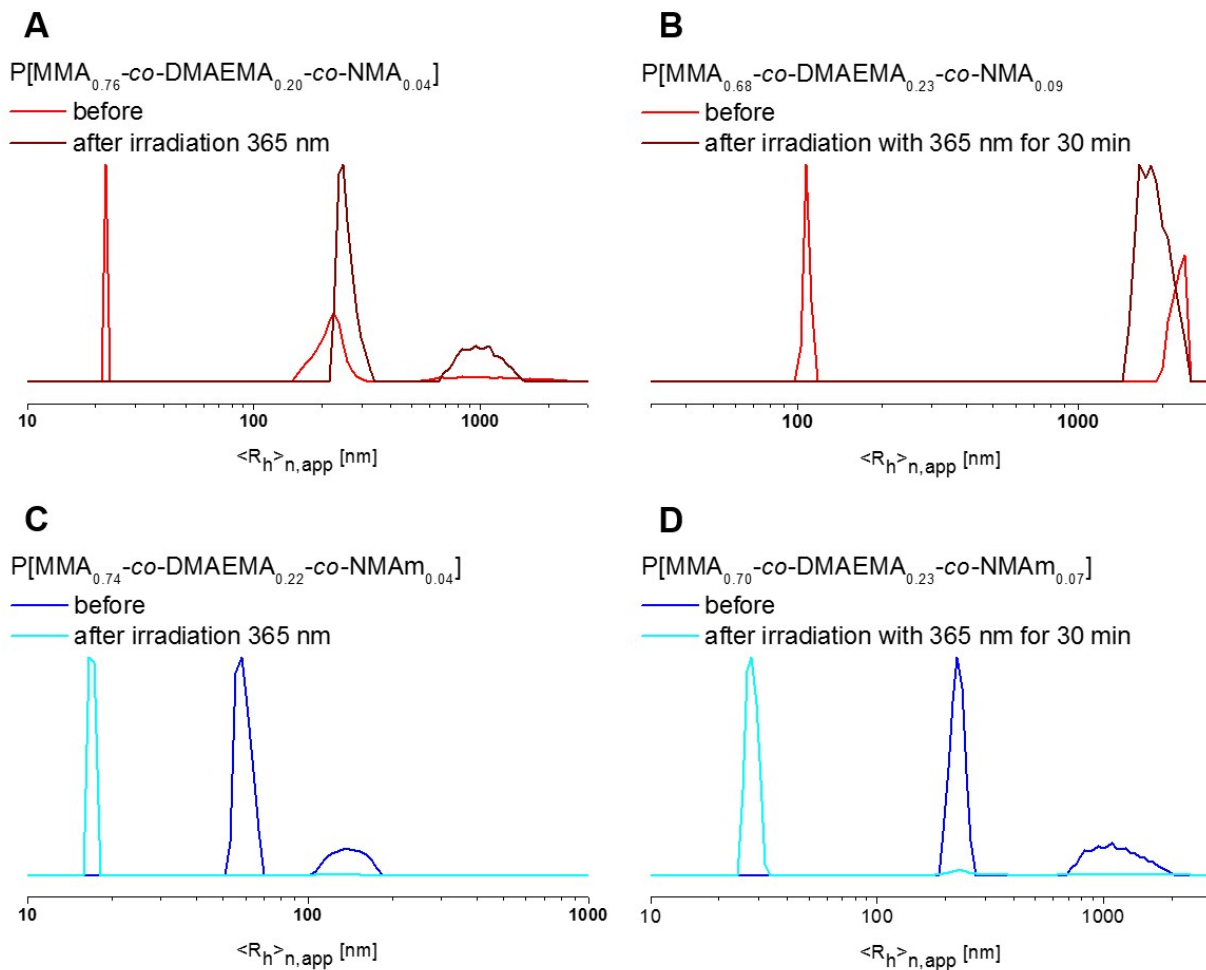 A
P[MMA0.76-co-DMAEMA0.20-co-NMA0.04]
before
after irradiation 365 nm
10 100 1000
<Rh>n,app [nm]
B
P[MMA0.68-co-DMAEMA0.23-co-NMA0.09
before
after irradiation with 365 nm for 30 min
100 1000
<Rh>n,app [nm]
C
P[MMA0.74-co-DMAEMA0.22-co-NMAm0.04]
before
after irradiation 365 nm
10 100 1000
<Rh>n,app [nm]
D
P[MMA0.70-co-DMAEMA0.23-co-NMAm0.07]
before
after irradiation with 365 nm for 30 min
10 100 1000
<Rh>n,app [nm]